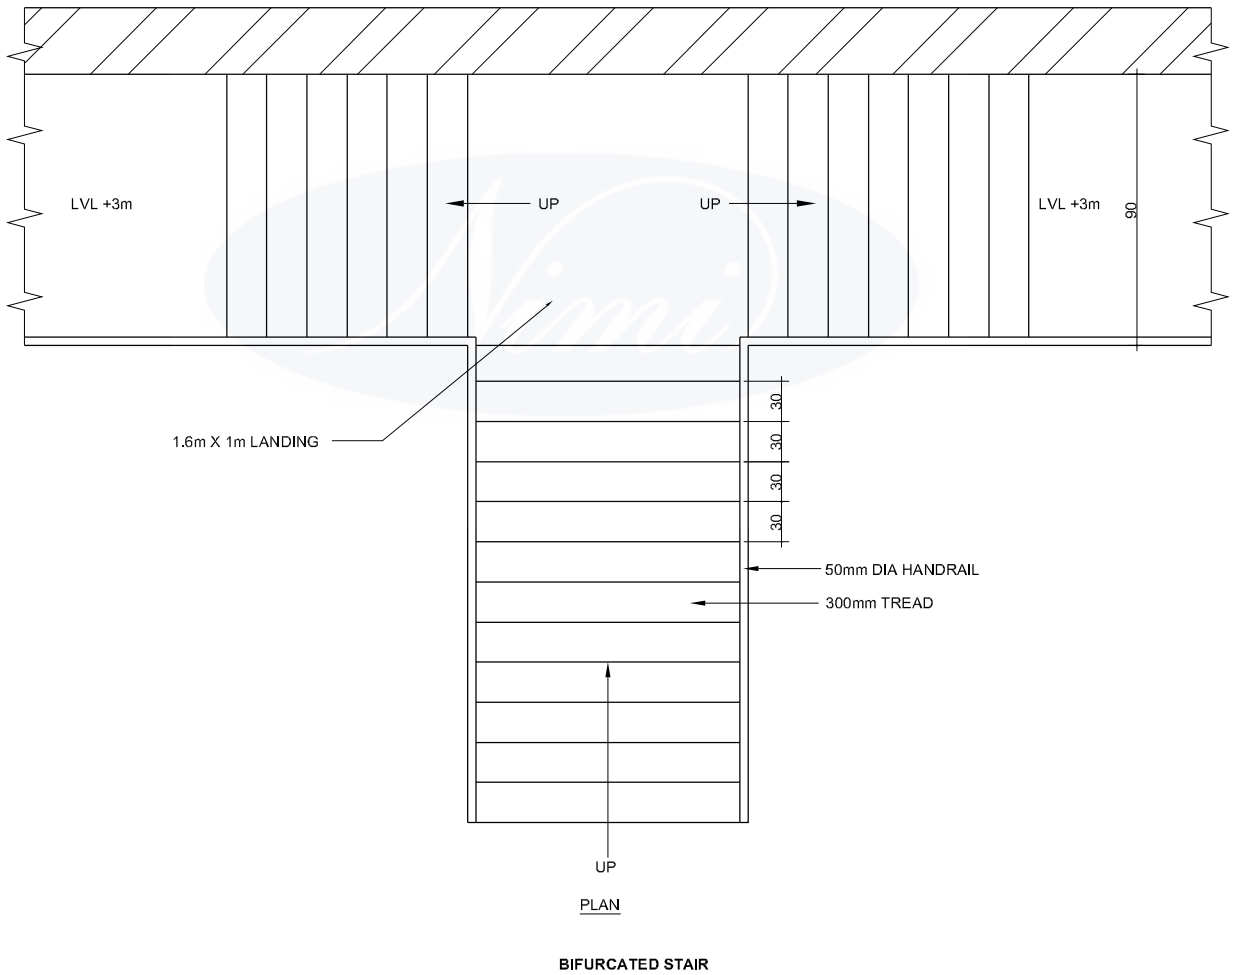 LVL +3m
UP
UP
LVL +3m
90
Nimi
1.6m X 1m LANDING
30
30
30
30
50mm DIA HANDRAIL
300mm TREAD
UP
PLAN
BIFURCATED STAIR